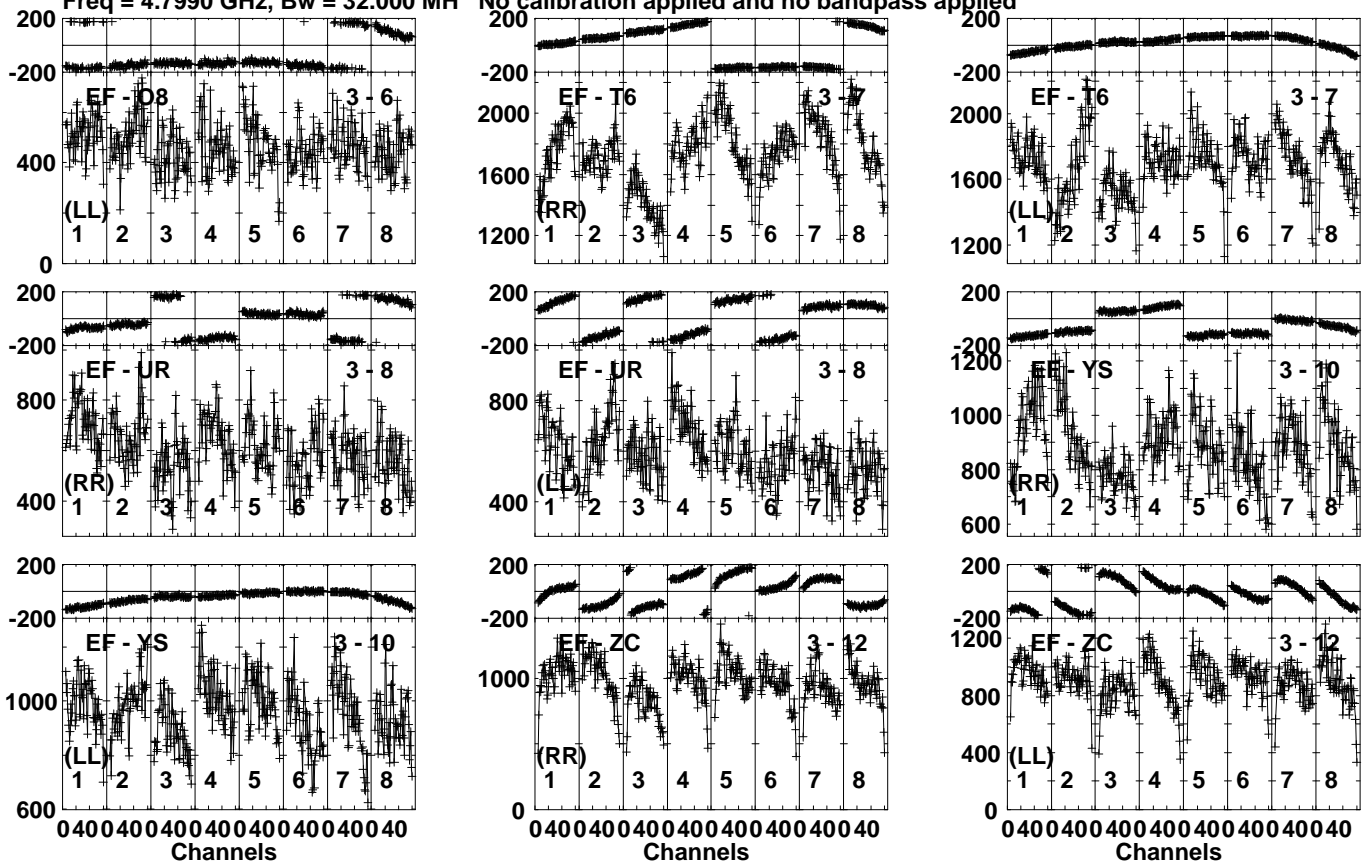 Freq = 4.7990 GHz, Bw = 32.000 MH No calibration applied and no bandpass applied
200 200 200
-200 -200 -200
EF - O8 3 - 6 EF - T6 3 - 7 EF - T6 3 - 7
2000 2000
400 1600 1600
(LL) (RR) (LL)
1 2 3 4 5 6 7 8 1 2 3 4 5 6 7 8 1 2 3 4 5 6 7 8
0 1200 1200
200 200 200
-200 -200 -200
EF - UR 3 - 8 EF - UR 3 - 8 EF - YS 3 - 10
1200
800 800 1000
800
(RR) (LL) (RR)
400 400 600
1 2 3 4 5 6 7 8 1 2 3 4 5 6 7 8 1 2 3 4 5 6 7 8
200 200 200
-200 -200 -200
EF - YS 3 - 10 EF - ZC 3 - 12 EF - ZC 3 - 12
1200
1000 1000 800
400
(LL) (RR) (LL)
1 2 3 4 5 6 7 8 1 2 3 4 5 6 7 8 1 2 3 4 5 6 7 8
600 0 0
0 40 0 40 0 40 0 40 0 40 0 40 0 40 0 40 0 40 0 40 0 40 0 40 0 40 0 40 0 40 0 40 0 40 0 40 0 40 0 40 0 40 0 40 0 40 0 40
Channels Channels Channels